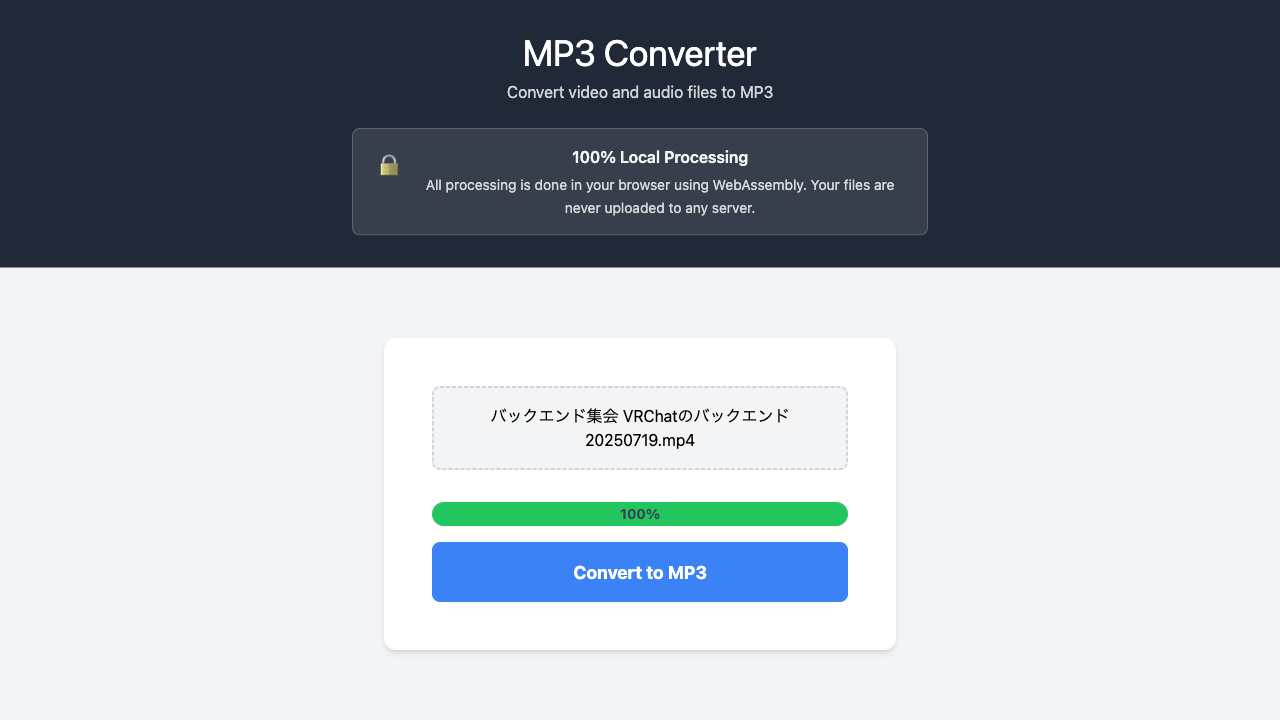 MP3 Converter
Convert video and audio files to MP3
100% Local Processing
All processing is done in your browser using WebAssembly. Your files are
never uploaded to any server.
バックエンド集会 VRChatのバックエンド
20250719.mp4
100%
Convert to MP3